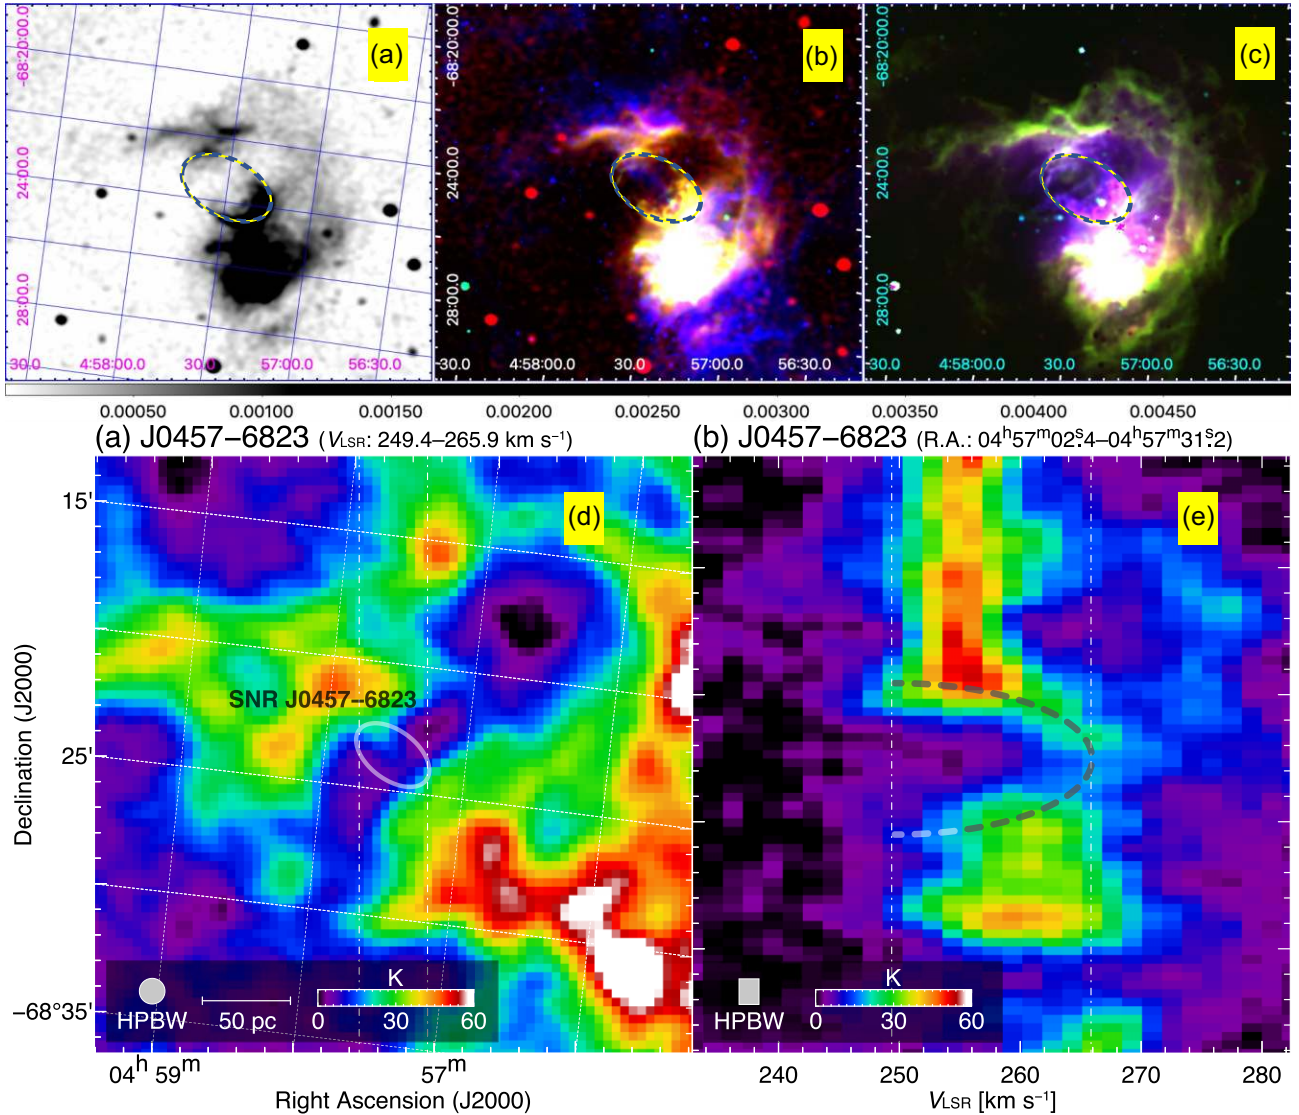 (a)
(b)
(c)
-68:20:00.0
24:00.0
28:00.0
30.0 4:58:00.0 30.0 57:00.0 56:30.0
-68:20:00.0
24:00.0
28:00.0
30.0 4:58:00.0 30.0 57:00.0 56:30.0
-68:20:00.0
24:00.0
28:00.0
30.0 04:58:00.0 30.0 57:00.0 56:30.0
0.00050 0.00100 0.00150 0.00200 0.00250 0.00300 0.00350 0.00400 0.00450
(a) J0457−6823 (VLSR: 249.4–265.9 km s⁻¹)
(b) J0457−6823 (R.A.: 04ʰ57ᵐ02ˢ.4–04ʰ57ᵐ31ˢ.2)
(d)
(e)
15'
25'
−68°35'
Declination (J2000)
SNR J0457–6823
HPBW
50 pc
K
0 30 60
04ʰ 59ᵐ 57ᵐ
Right Ascension (J2000)
HPBW
K
0 30 60
240 250 260 270 280
VLSR [km s⁻¹]